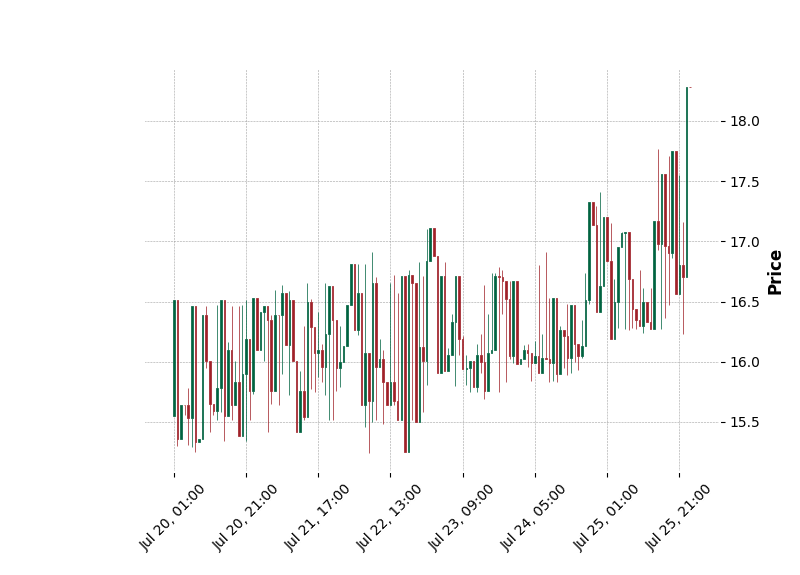 18.0
17.5
17.0
16.5
16.0
15.5
Price
Jul 20, 01:00
Jul 20, 21:00
Jul 21, 17:00
Jul 22, 13:00
Jul 23, 09:00
Jul 24, 05:00
Jul 25, 01:00
Jul 25, 21:00